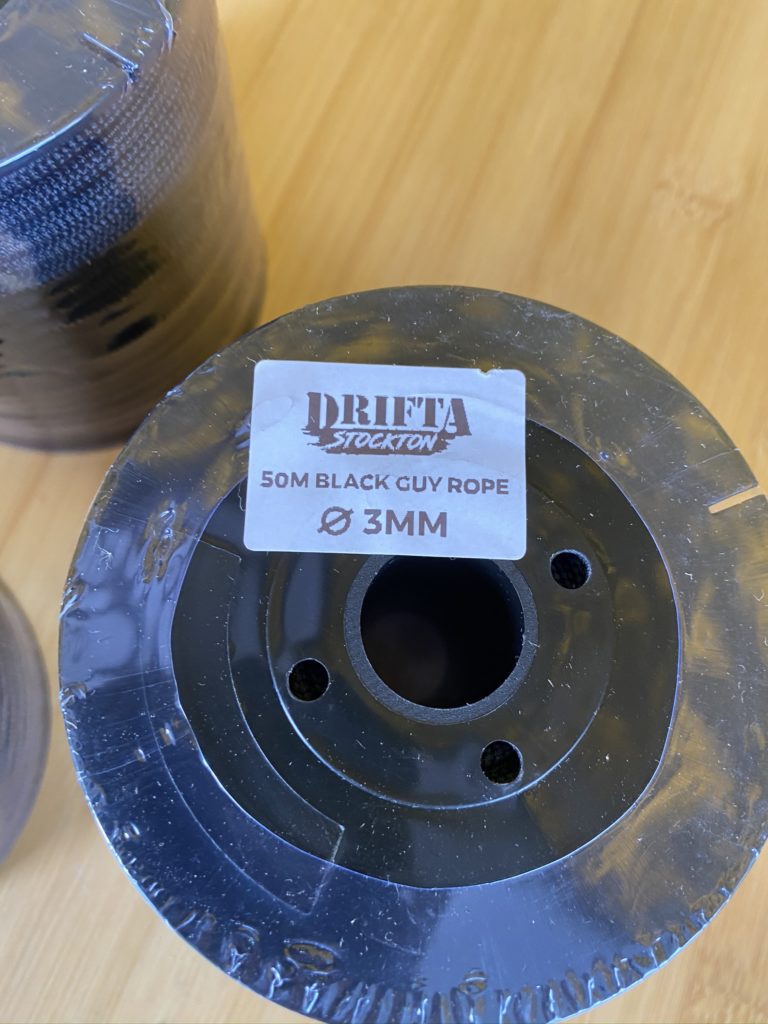 DRIFTA
STOCKTON
50M BLACK GUY ROPE
Ø 3MM